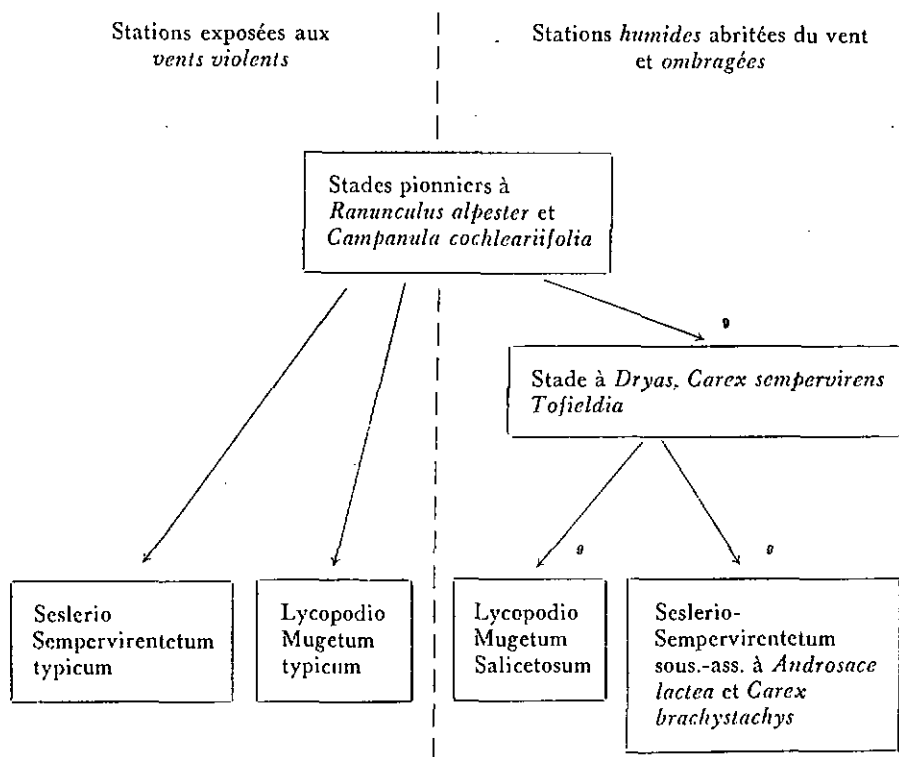 Stations exposées aux
vents violents
Stations humides abritées du vent
et ombragées
Stades pionniers à
Ranunculus alpester et
Campanula cochleariifolia
?
Stade à Dryas, Carex sempervirens
Tofieldia
?
?
Seslerio
Sempervirentetum
typicum
Lycopodio
Mugetum
typicum
Lycopodio
Mugetum
Salicetosum
Seslerio-
Sempervirentetum
sous.-ass. à Androsace
lactea et Carex
brachystachys